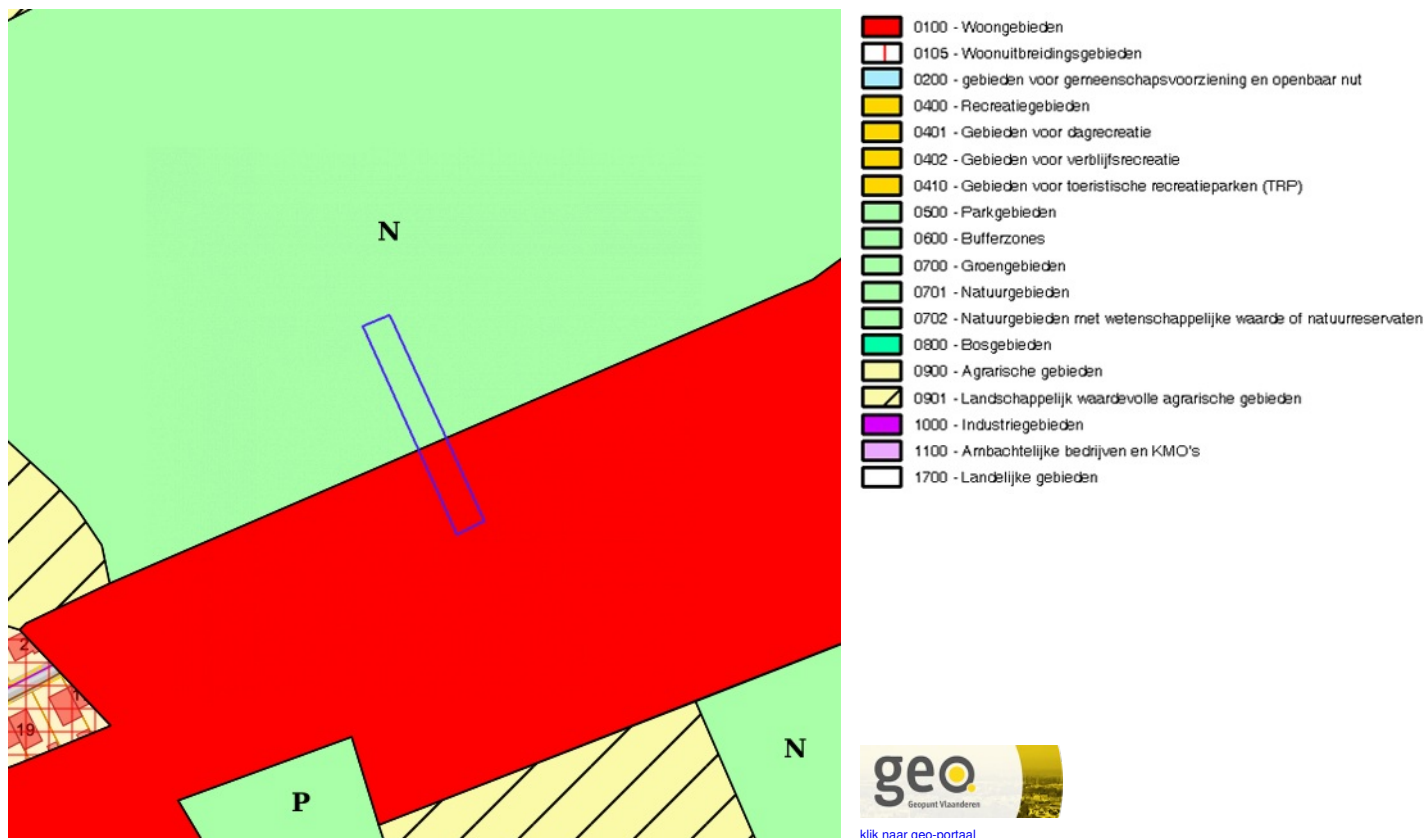 N
2
19
P
N
0100 - Woongebieden
0105 - Woonuitbreidingsgebieden
0200 - gebieden voor gemeenschapsvoorziening en openbaar nut
0400 - Recreatiegebieden
0401 - Gebieden voor dagrecreatie
0402 - Gebieden voor verblijfsrecreatie
0410 - Gebieden voor toeristische recreatieparken (TRP)
0500 - Parkgebieden
0600 - Bufferzones
0700 - Groengebieden
0701 - Natuurgebieden
0702 - Natuurgebieden met wetenschappelijke waarde of natuurreservaten
0800 - Bosgebieden
0900 - Agrarische gebieden
0901 - Landschappelijk waardevolle agrarische gebieden
1000 - Industriegebieden
1100 - Ambachtelijke bedrijven en KMO's
1700 - Landelijke gebieden
geo
Geopunt Vlaanderen
klik naar geo-portaal